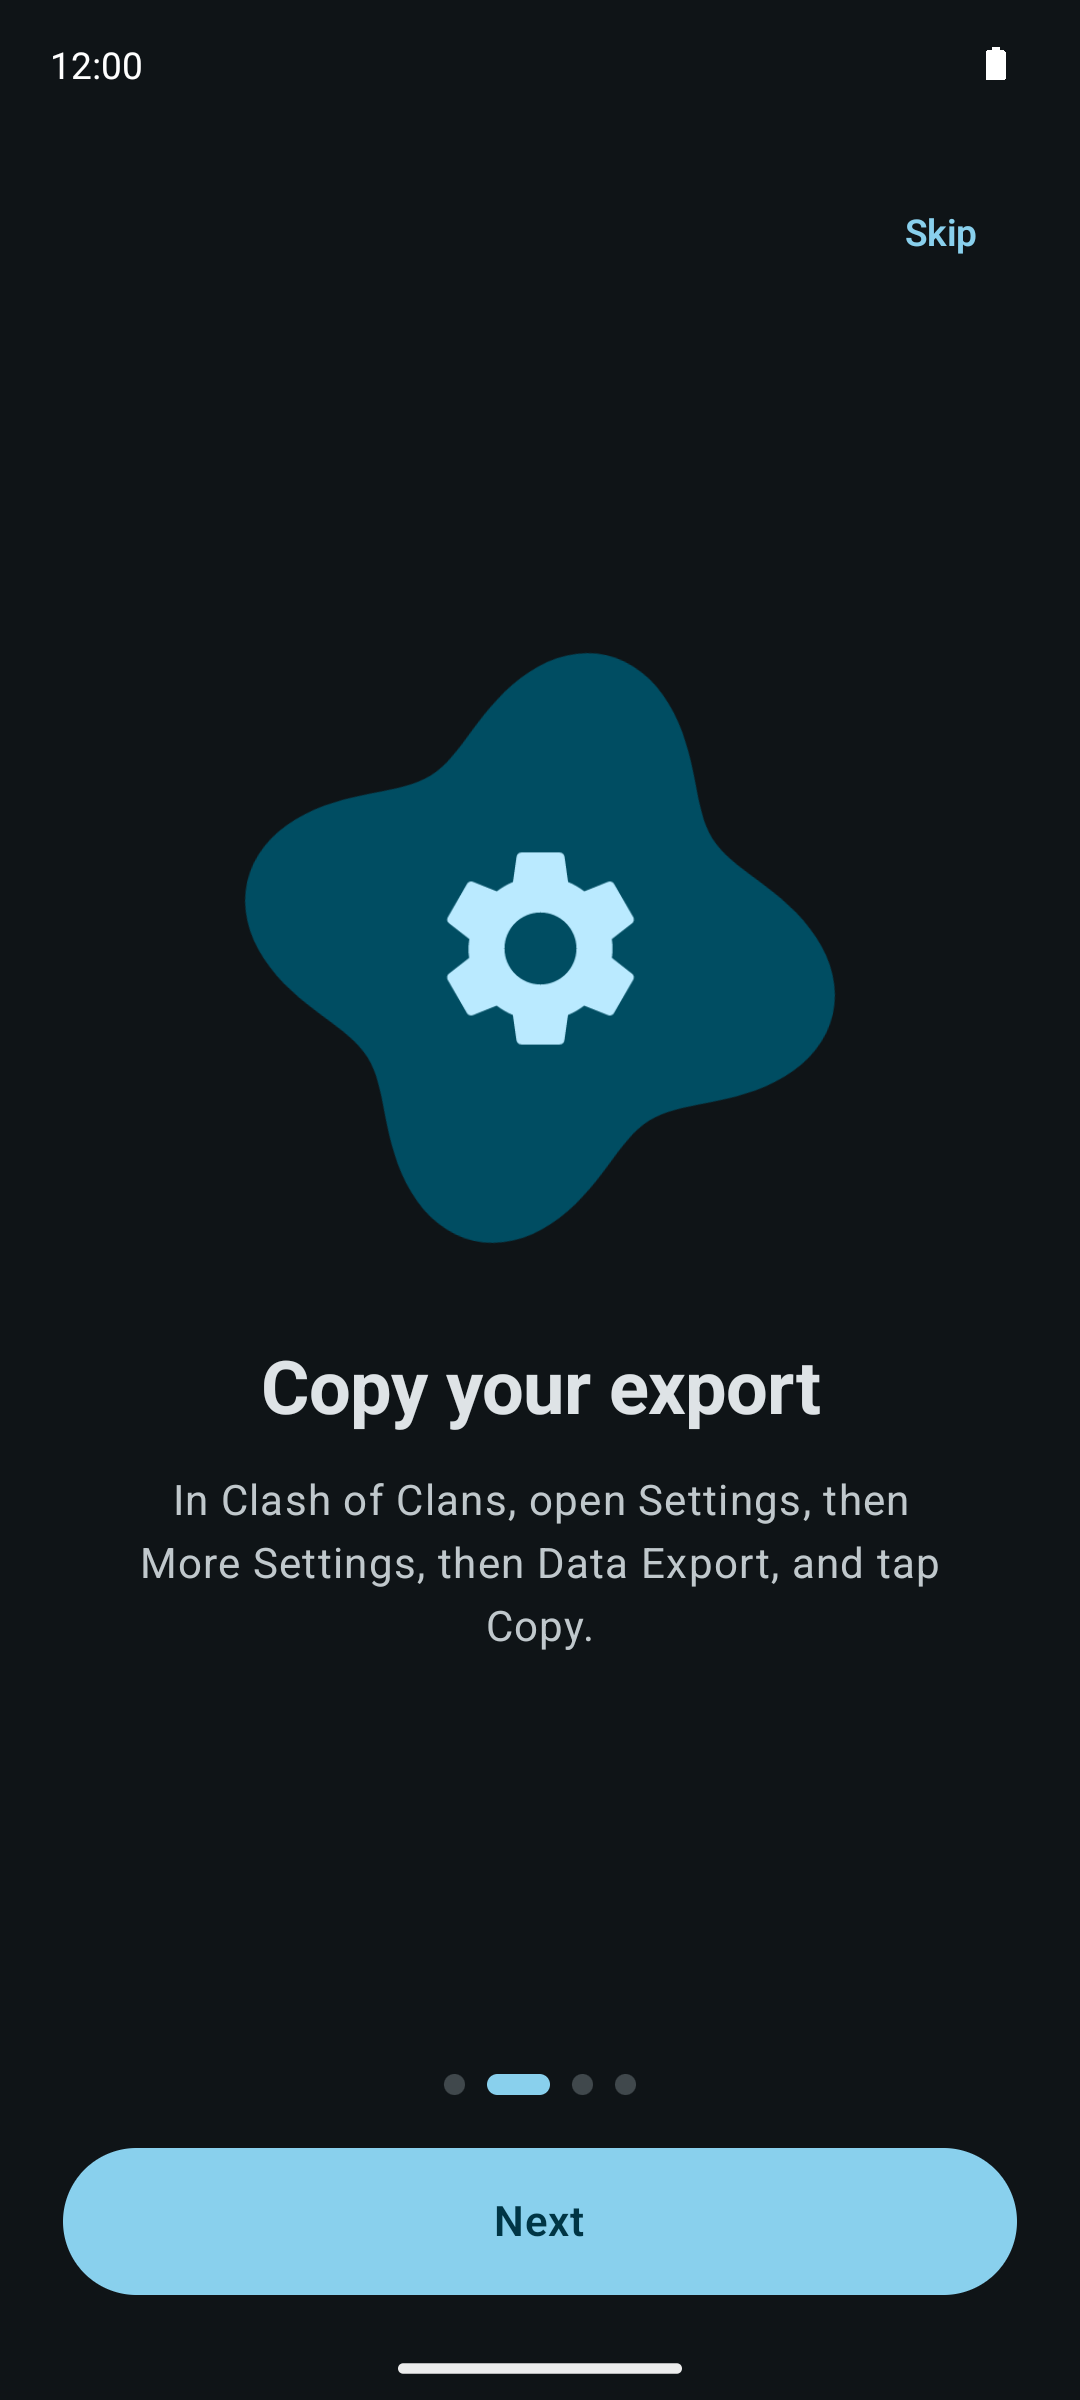 12:00
Skip
Copy your export
In Clash of Clans, open Settings, then
More Settings, then Data Export, and tap
Copy.
Next